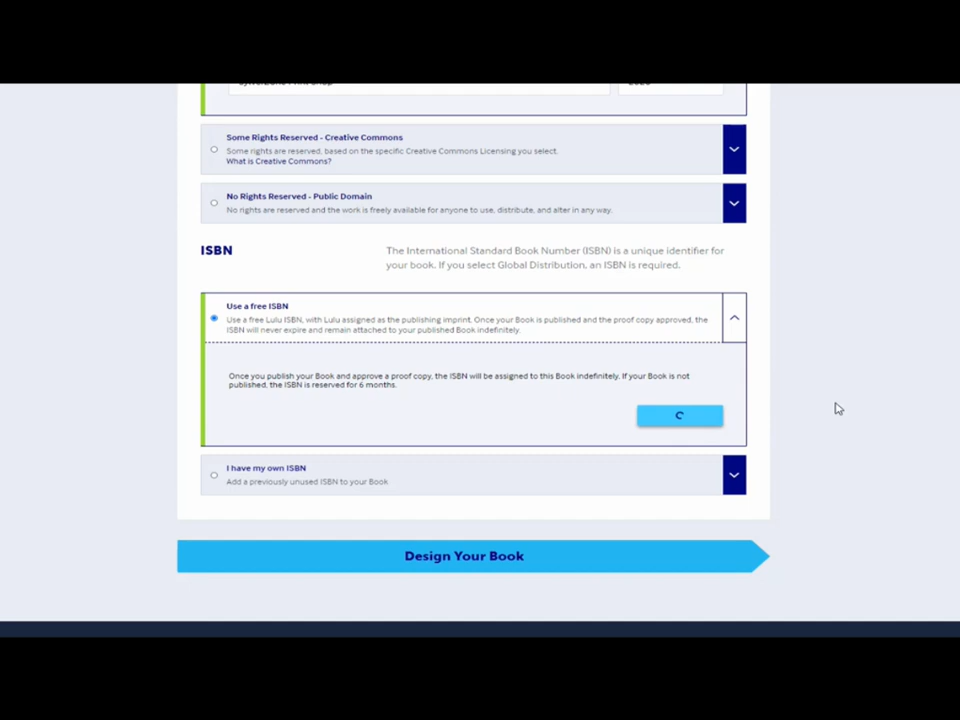 Some Rights Reserved - Creative Commons
Some rights are reserved, based on the specific Creative Commons Licensing you select.
What is Creative Commons?
No Rights Reserved - Public Domain
No rights are reserved and the work is freely available for anyone to use, distribute, and alter in any way.
ISBN
The International Standard Book Number (ISBN) is a unique identifier for
your book. If you select Global Distribution, an ISBN is required.
Use a free ISBN
Use a free Lulu ISBN, with Lulu assigned as the publishing imprint. Once your Book is published and the proof copy approved, the
ISBN will never expire and remain attached to your published Book indefinitely.
Once you publish your Book and approve a proof copy, the ISBN will be assigned to this Book indefinitely. If your Book is not
published, the ISBN is reserved for 6 months.
I have my own ISBN
Add a previously unused ISBN to your Book
Design Your Book